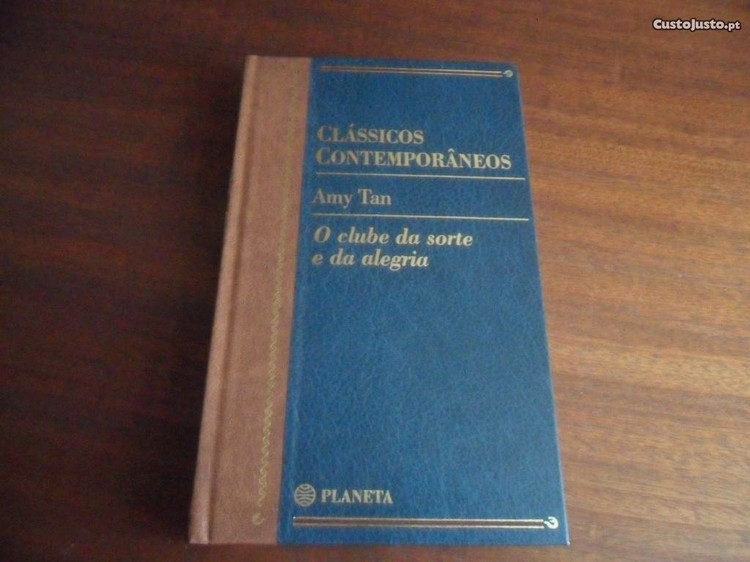 CustoJusto.pt
CLÁSSICOS
CONTEMPORÂNEOS
Amy Tan
O clube da sorte
e da alegria
PLANETA